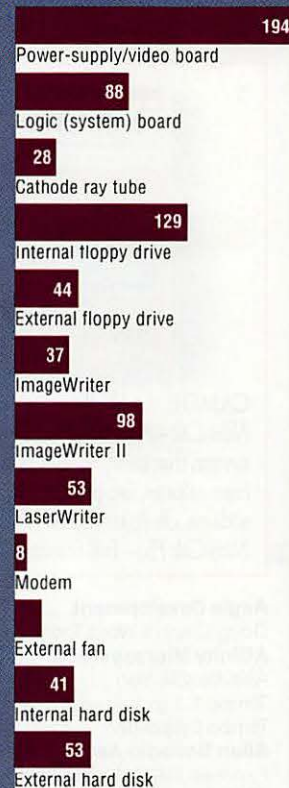 194
Power-supply/video board
88
Logic (system) board
28
Cathode ray tube
129
Internal floppy drive
44
External floppy drive
37
ImageWriter
98
ImageWriter II
53
LaserWriter
8
Modem
External fan
41
Internal hard disk
53
External hard disk